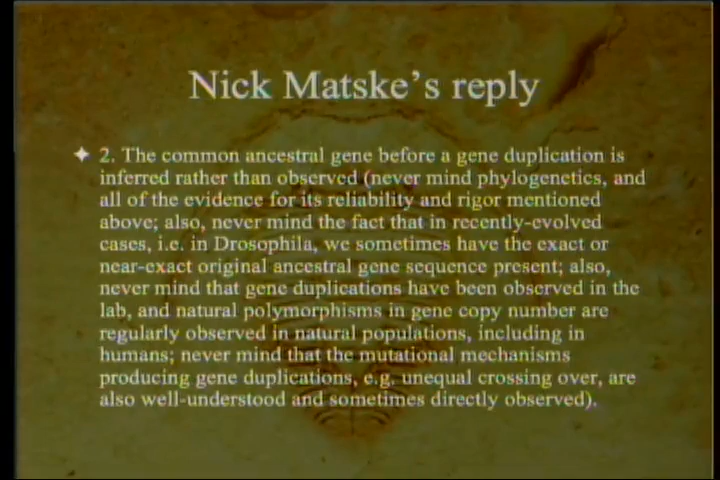 Nick Matske's reply
✦ 2. The common ancestral gene before a gene duplication is
inferred rather than observed (never mind phylogenetics, and
all of the evidence for its reliability and rigor mentioned
above; also, never mind the fact that in recently-evolved
cases, i.e. in Drosophila, we sometimes have the exact or
near-exact original ancestral gene sequence present; also,
never mind that gene duplications have been observed in the
lab, and natural polymorphisms in gene copy number are
regularly observed in natural populations, including in
humans; never mind that the mutational mechanisms
producing gene duplications, e.g. unequal crossing over, are
also well-understood and sometimes directly observed).